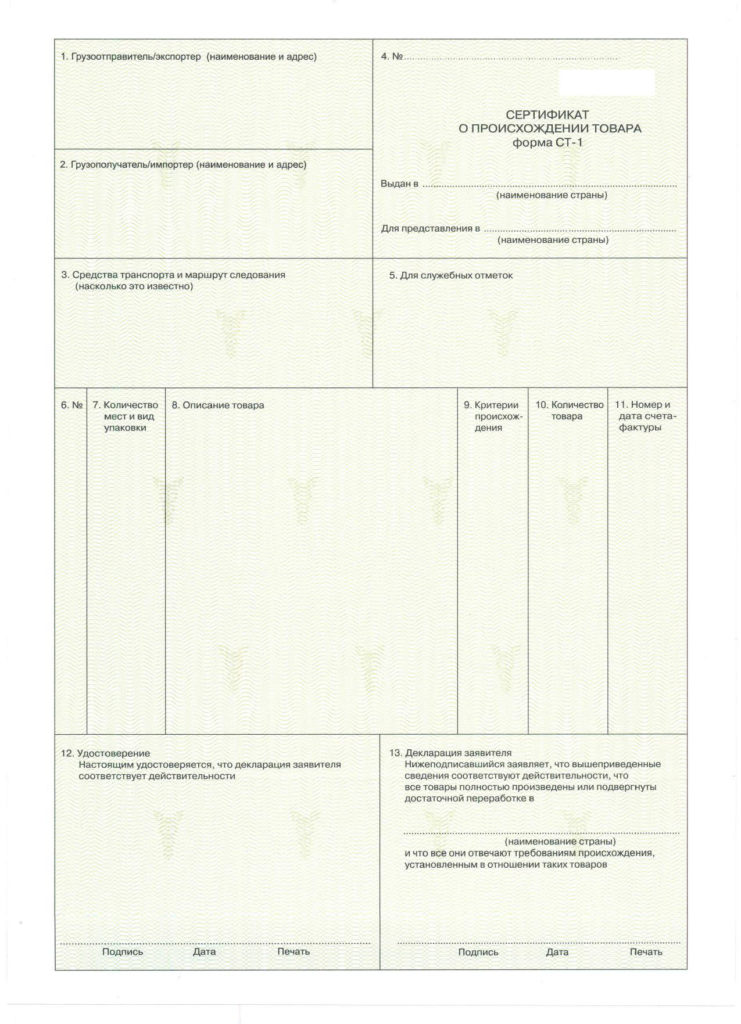 1. Грузоотправитель/экспортер (наименование и адрес)
4. №
СЕРТИФИКАТ
О ПРОИСХОЖДЕНИИ ТОВАРА
форма СТ-1
2. Грузополучатель/импортер (наименование и адрес)
Выдан в
(наименование страны)
Для представления в
(наименование страны)
3. Средства транспорта и маршрут следования
(насколько это известно)
5. Для служебных отметок
6. №
7. Количество
мест и вид
упаковки
8. Описание товара
9. Критерии
происхож-
дения
10. Количество
товара
11. Номер и
дата счета-
фактуры
12. Удостоверение
Настоящим удостоверяется, что декларация заявителя
соответствует действительности
Подпись Дата Печать
13. Декларация заявителя
Нижеподписавшийся заявляет, что вышеприведенные
сведения соответствуют действительности, что
все товары полностью произведены или подвергнуты
достаточной переработке в
(наименование страны)
и что все они отвечают требованиям происхождения,
установленным в отношении таких товаров
Подпись Дата Печать